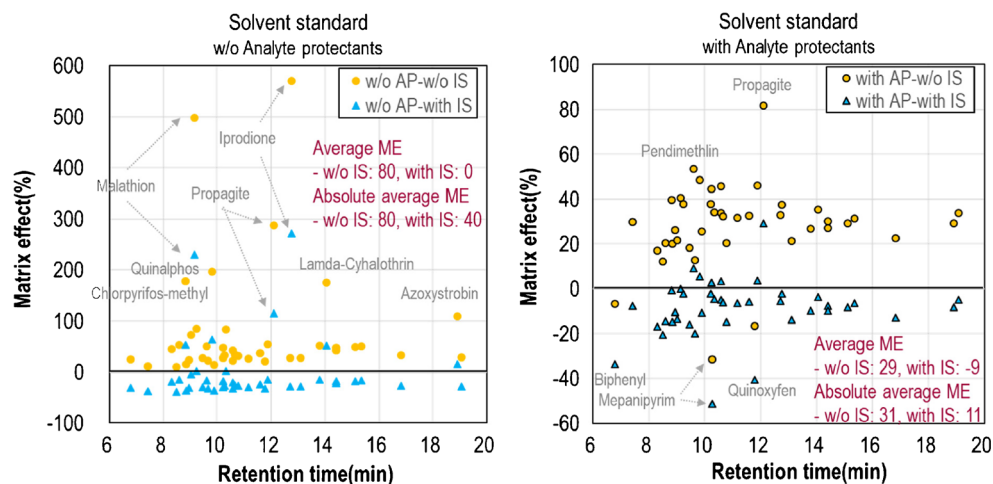 Solvent standard
w/o Analyte protectants
Matrix effect(%)
600
500
400
300
200
100
0
-100
w/o AP-w/o IS
w/o AP-with IS
Iprodione
Average ME
- w/o IS: 80, with IS: 0
Absolute average ME
- w/o IS: 80, with IS: 40
Malathion
Propagite
Quinalphos
Lamda-Cyhalothrin
Chlorpyrifos-methyl
Azoxystrobin
6 8 10 12 14 16 18 20
Retention time(min)
Solvent standard
with Analyte protectants
Matrix effect(%)
100
80
60
40
20
0
-20
-40
-60
with AP-w/o IS
with AP-with IS
Propagite
Pendimethlin
Average ME
- w/o IS: 29, with IS: -9
Absolute average ME
- w/o IS: 31, with IS: 11
Biphenyl
Mepanipyrim
Quinoxyfen
6 8 10 12 14 16 18 20
Retention time(min)